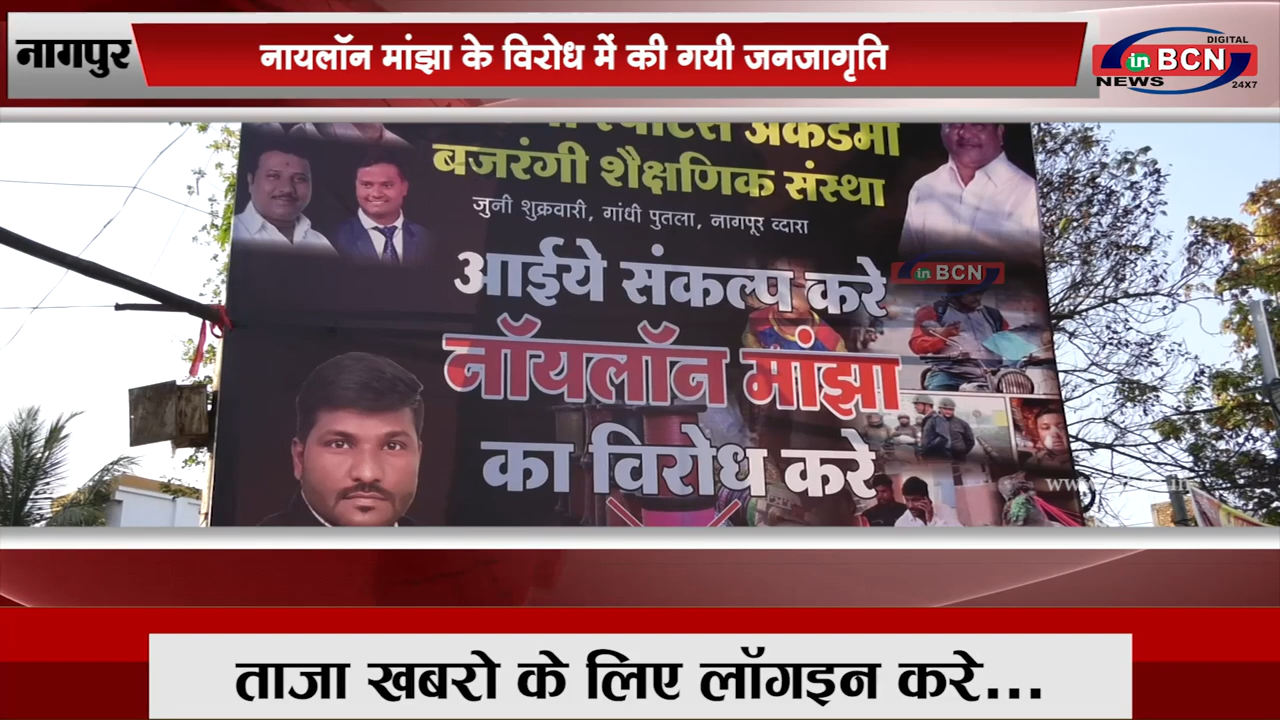 नागपुर
नायलॉन मांझा के विरोध में की गयी जनजागृति
DIGITAL
in BCN
NEWS 24X7
बजरंगी शैक्षणिक संस्था
जुनी शुक्रवारी, गांधी पुतला, नागपूर व्दारा
आईये संकल्प करे
in BCN
नॉयलॉन मांझा
का विरोध करे
ताजा खबरो के लिए लॉगइन करे...